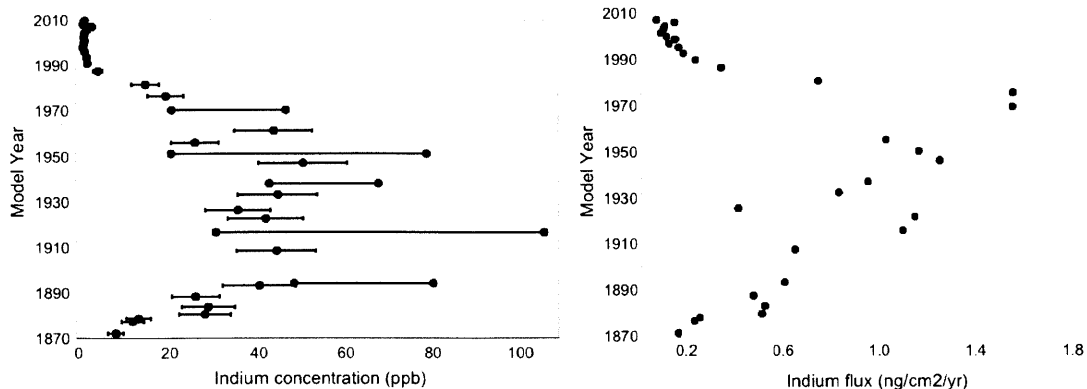 2010
1990
1970
1950
1930
1910
1890
1870
Model Year
0 20 40 60 80 100
Indium concentration (ppb)
2010
1990
1970
1950
1930
1910
1890
1870
Model Year
0.2 0.6 1.0 1.4 1.8
Indium flux (ng/cm2/yr)